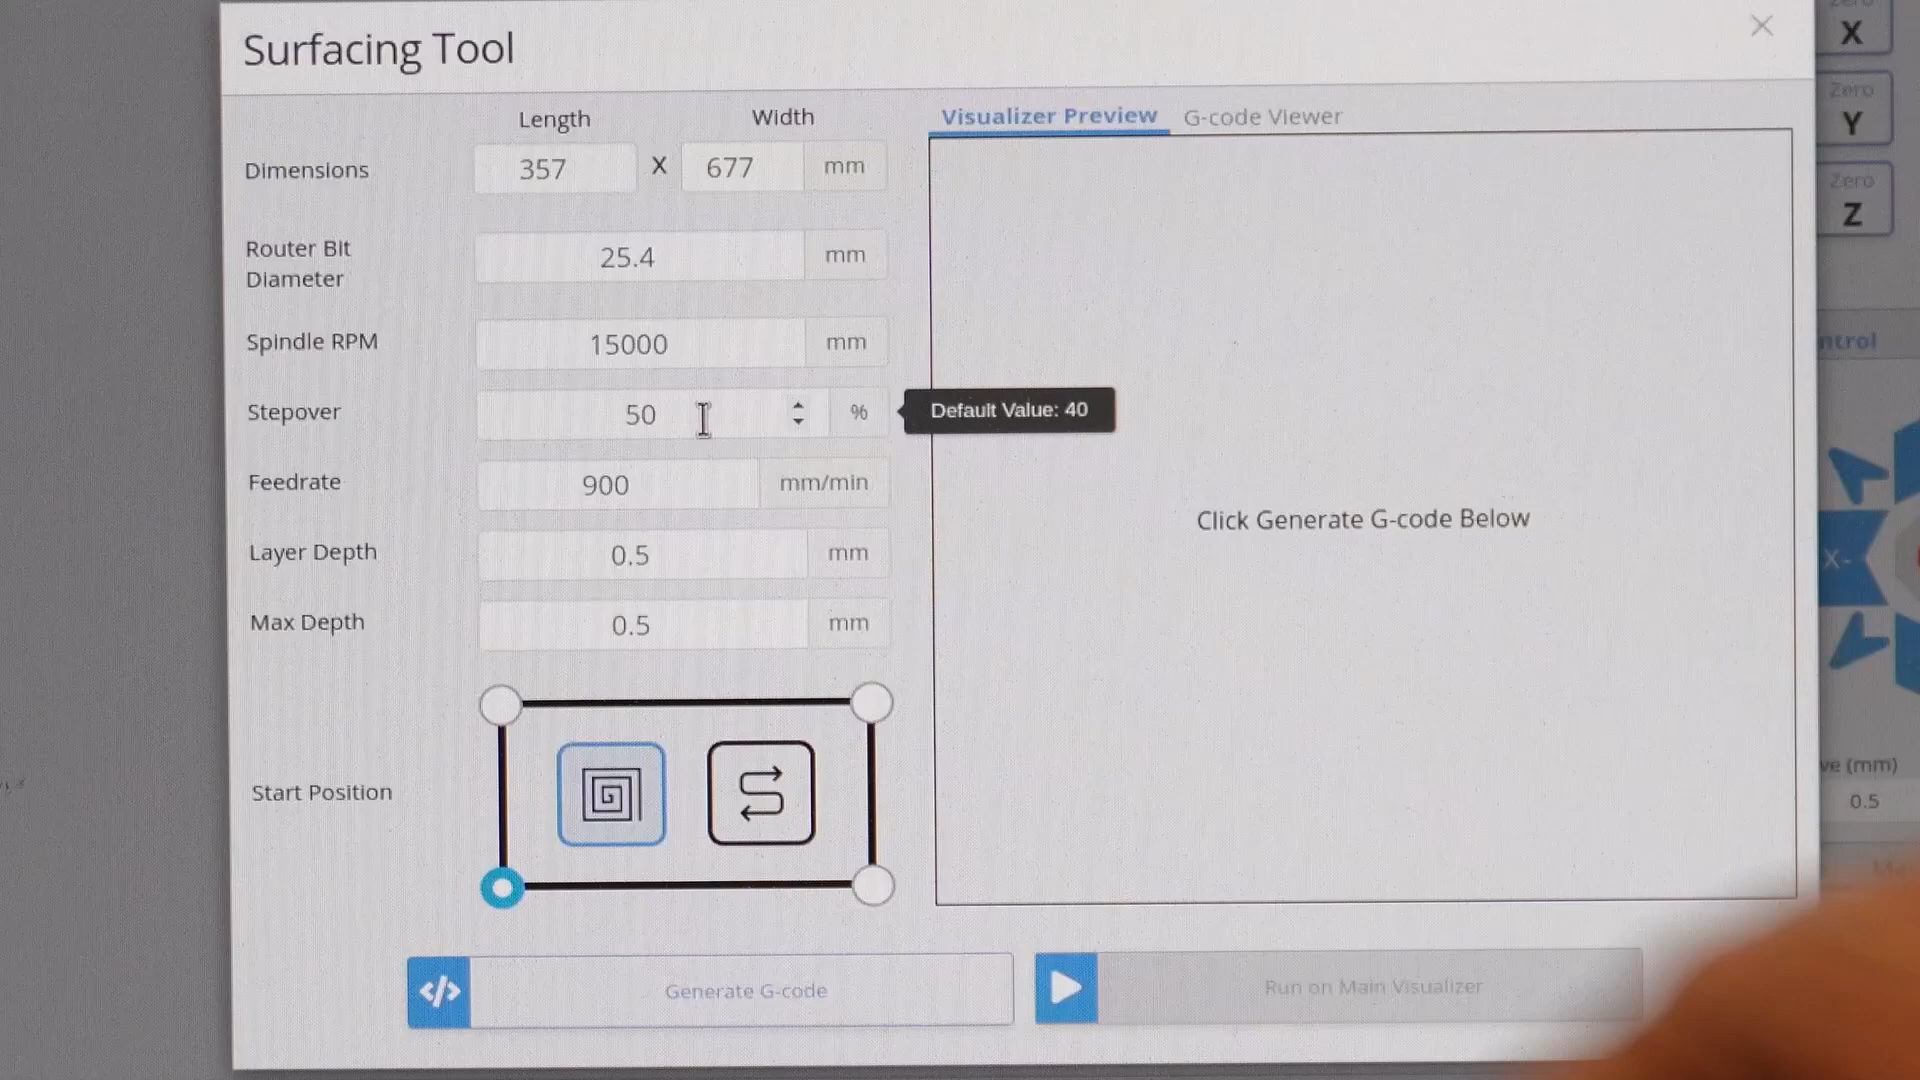 Surfacing Tool
Length Width
Dimensions 357 X 677 mm
Router Bit
Diameter
25.4 mm
Spindle RPM 15000 mm
Stepover 50 %
Default Value: 40
Feedrate 900 mm/min
Layer Depth 0.5 mm
Max Depth 0.5 mm
Start Position
Generate G-code
Visualizer Preview G-code Viewer
Click Generate G-code Below
Run on Main Visualizer
Zero
X
Zero
Y
Zero
Z
ntrol
X-
ve (mm)
0.5